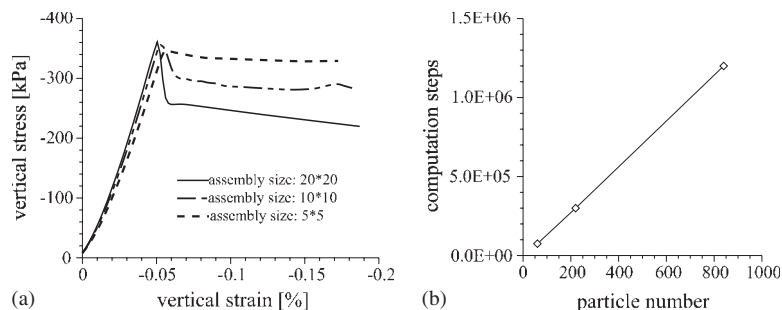 -400
-300
-200
-100
0
vertical stress [kPa]
assembly size: 20*20
assembly size: 10*10
assembly size: 5*5
0
-0.05
-0.1
-0.15
-0.2
vertical strain [%]
(a)
1.5E+06
1.0E+06
5.0E+05
0.0E+00
computation steps
0
200
400
600
800
1000
particle number
(b)